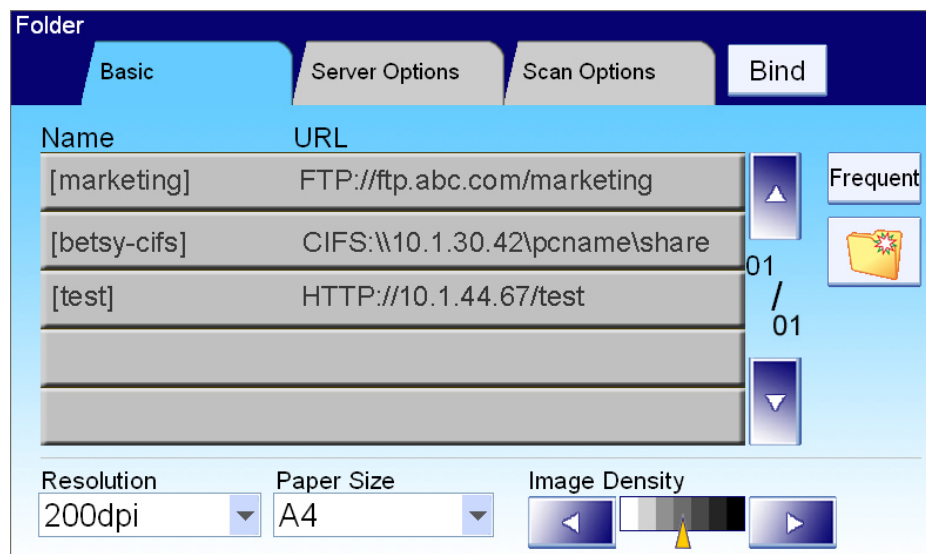 Folder
Basic Server Options Scan Options Bind
Name URL
[marketing] FTP://ftp.abc.com/marketing
Frequent
[betsy-cifs] CIFS:\\10.1.30.42\pcname\share
01
[test] HTTP://10.1.44.67/test
/
01
Resolution Paper Size Image Density
200dpi A4